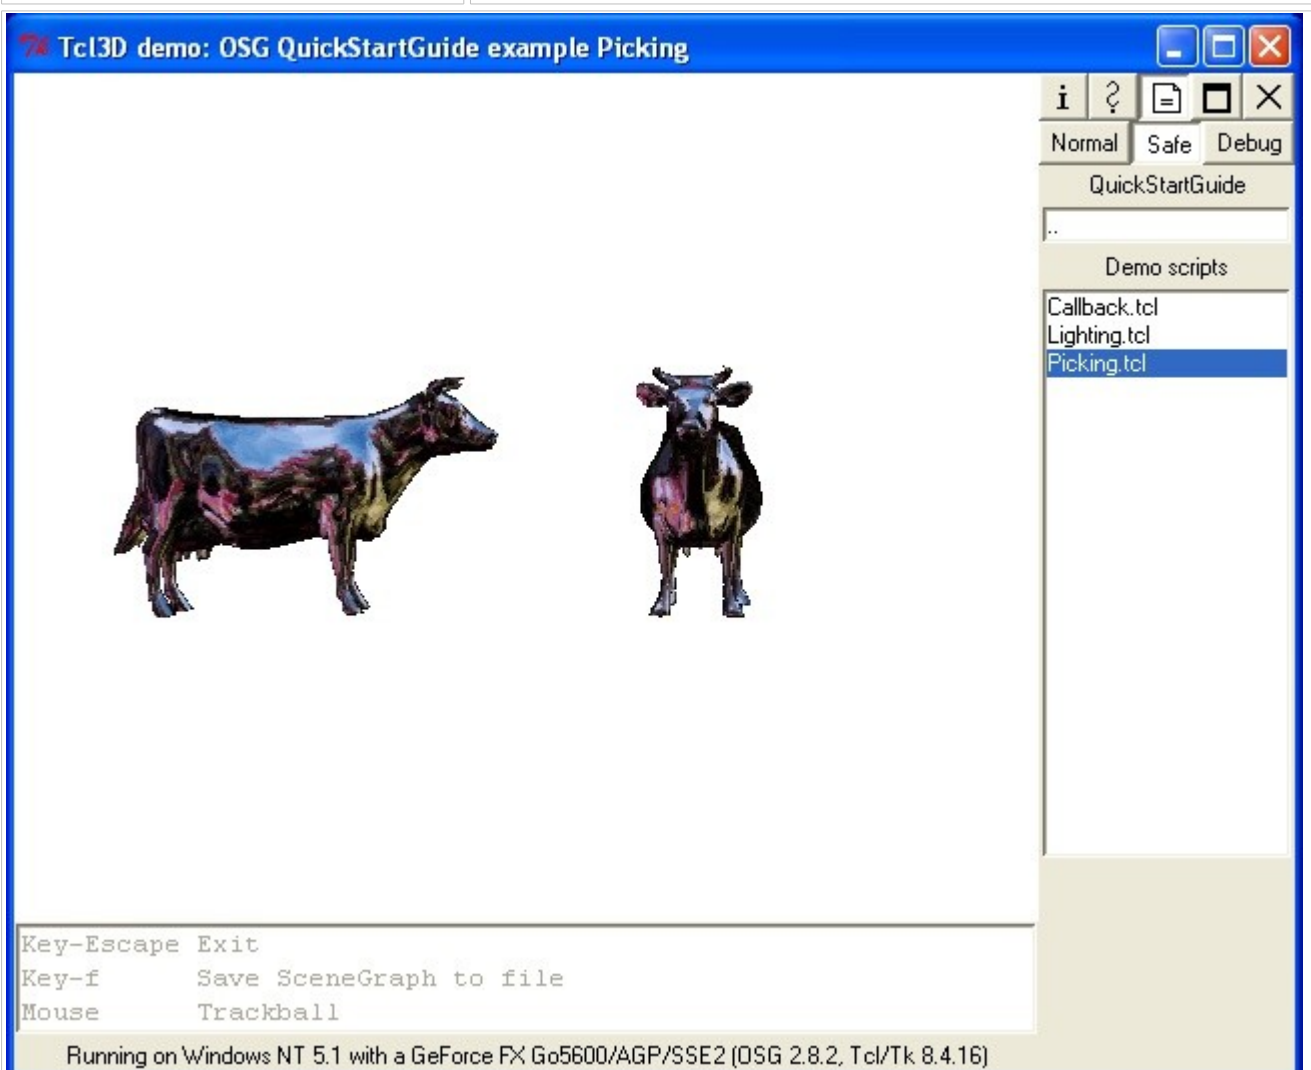 Tcl3D demo: OSG QuickStartGuide example Picking
i ?
Normal Safe Debug
QuickStartGuide
..
Demo scripts
Callback.tcl
Lighting.tcl
Picking.tcl
Key-Escape Exit
Key-f Save SceneGraph to file
Mouse Trackball
Running on Windows NT 5.1 with a GeForce FX Go5600/AGP/SSE2 (OSG 2.8.2, Tcl/Tk 8.4.16)